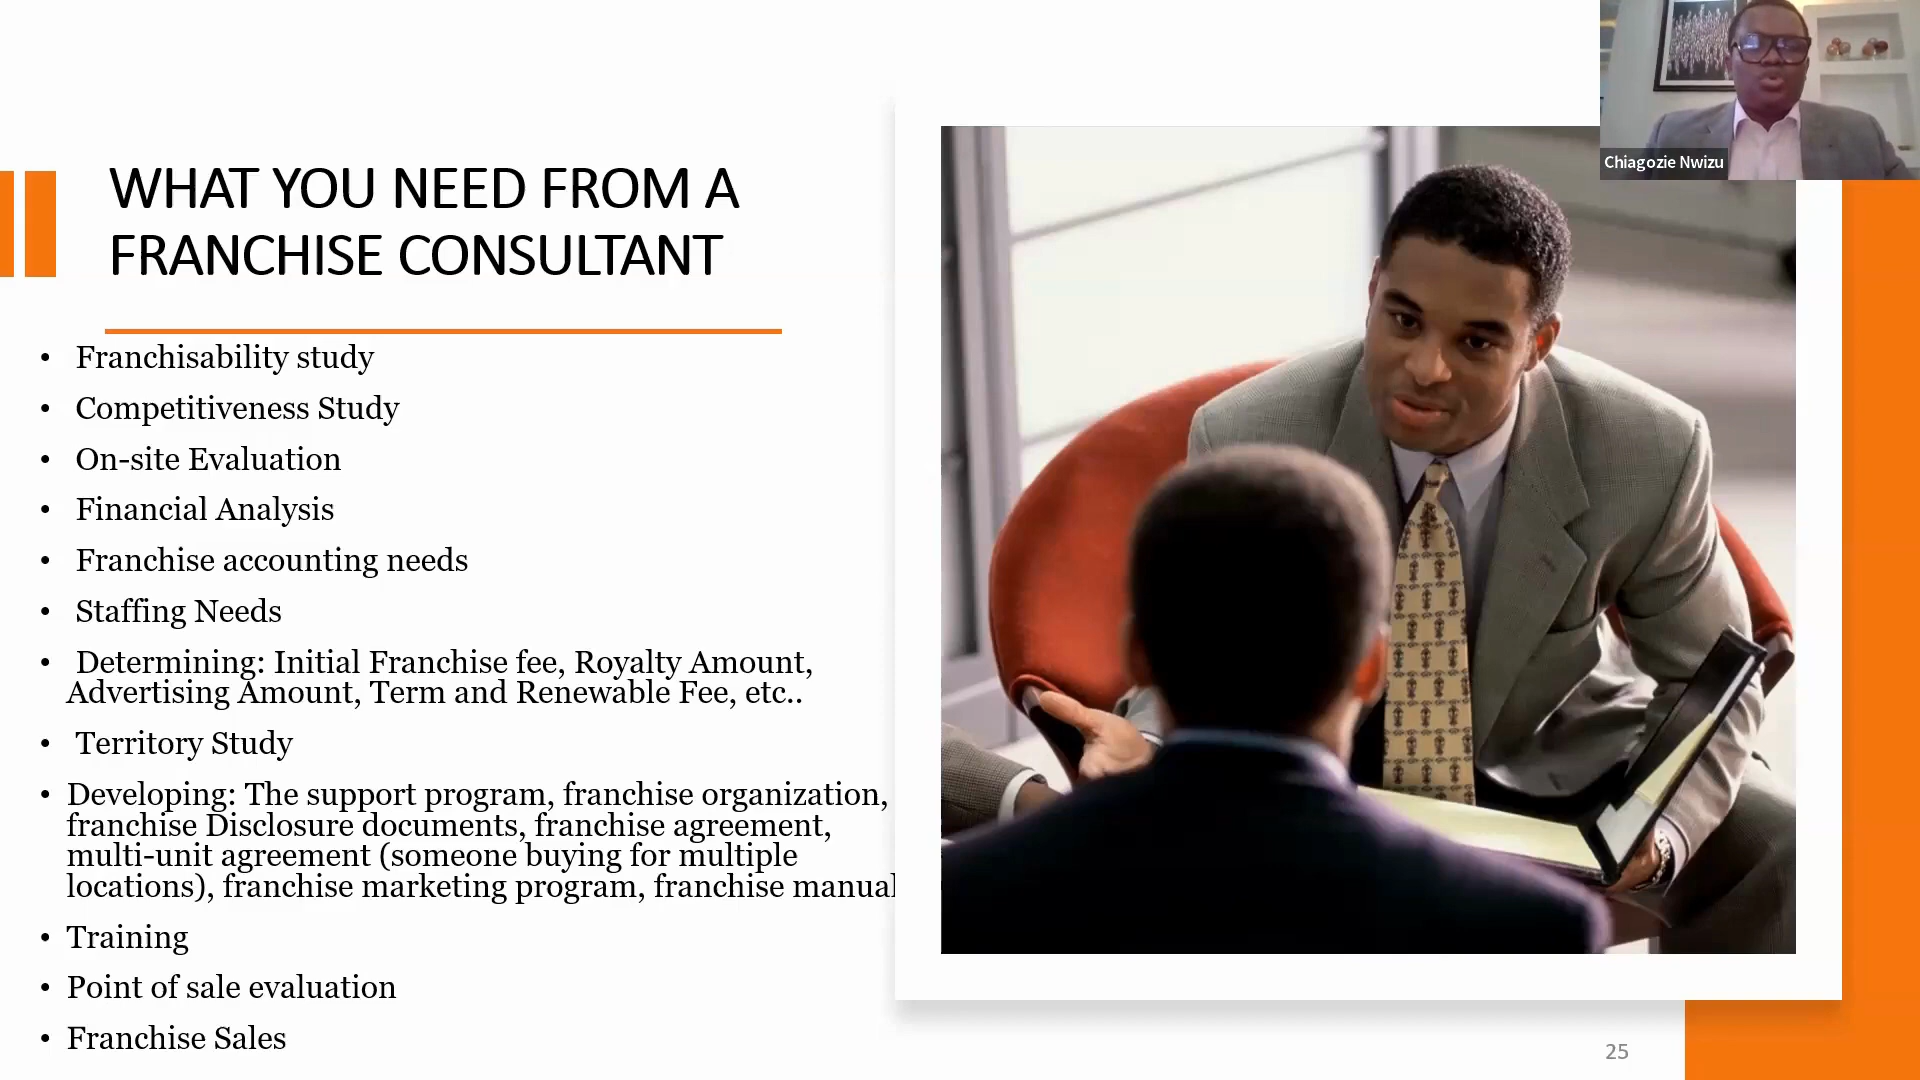 WHAT YOU NEED FROM A
FRANCHISE CONSULTANT
• Franchisability study
• Competitiveness Study
• On-site Evaluation
• Financial Analysis
• Franchise accounting needs
• Staffing Needs
• Determining: Initial Franchise fee, Royalty Amount,
Advertising Amount, Term and Renewable Fee, etc..
• Territory Study
• Developing: The support program, franchise organization,
franchise Disclosure documents, franchise agreement,
multi-unit agreement (someone buying for multiple
locations), franchise marketing program, franchise manual
• Training
• Point of sale evaluation
• Franchise Sales
Chiagozie Nwizu
25